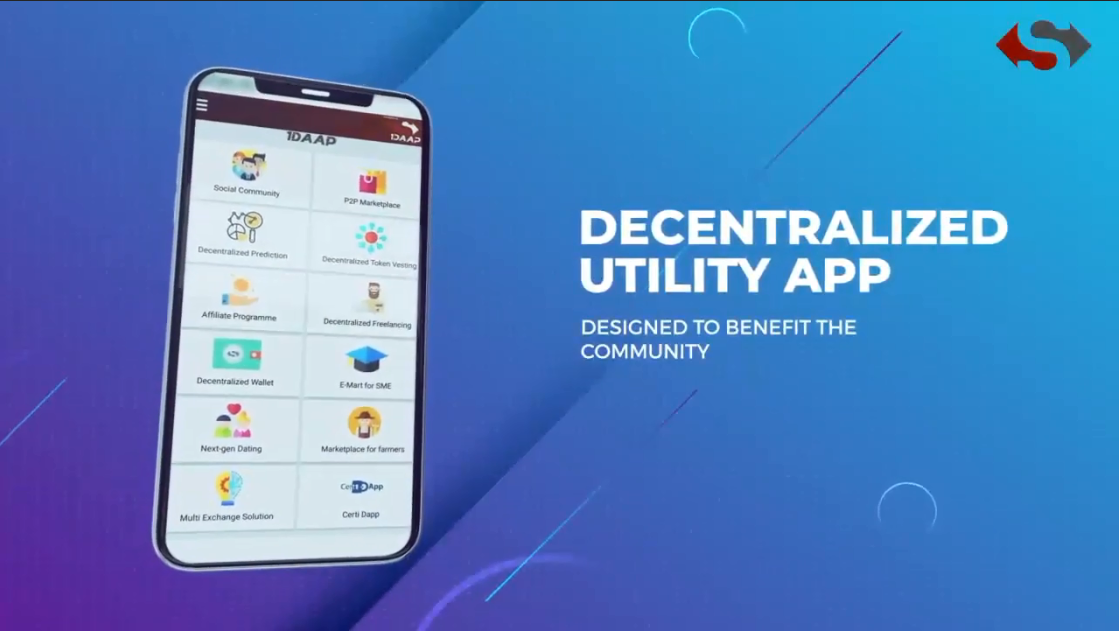 1DAAP
1DAAP
Social Community
P2P Marketplace
Decentralized Prediction
Decentralized Token Vesting
Affiliate Programme
Decentralized Freelancing
Decentralized Wallet
E-Mart for SME
Next-gen Dating
Marketplace for farmers
Multi Exchange Solution
Certi Dapp
DECENTRALIZED
UTILITY APP
DESIGNED TO BENEFIT THE
COMMUNITY